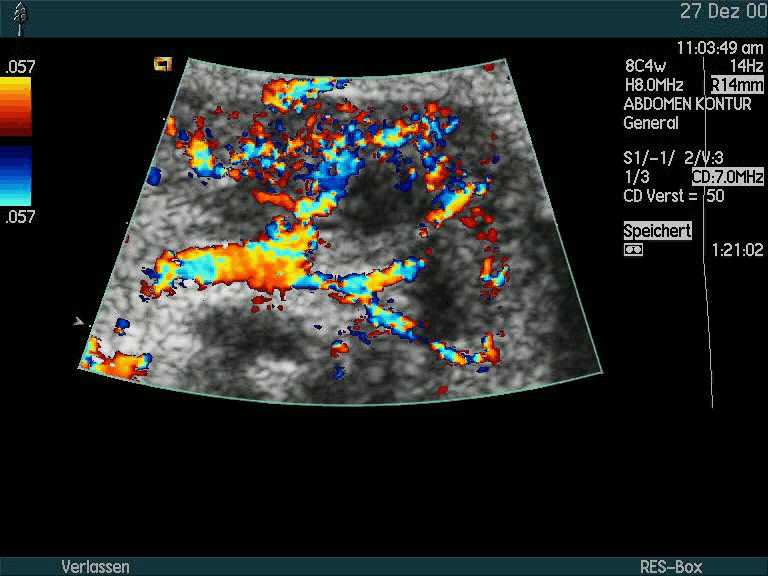 27 Dez 00
11:03:49 am
.057
8C4w 14Hz
H8.0MHz R14mm
ABDOMEN KONTUR
General
S1/-1/ 2/V:3
1/3 CD:7.0MHz
CD Verst = 50
.057
Speichert
1:21:02
Verlassen RES-Box